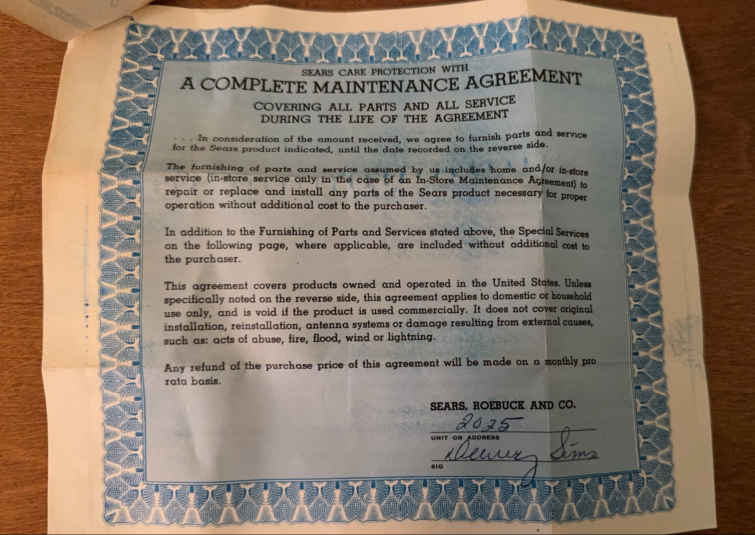 SEARS CARE PROTECTION WITH
A COMPLETE MAINTENANCE AGREEMENT
COVERING ALL PARTS AND ALL SERVICE
DURING THE LIFE OF THE AGREEMENT
. . . In consideration of the amount received, we agree to furnish parts and service
for the Sears product indicated, until the date recorded on the reverse side.
The furnishing of parts and service assumed by us includes home and/or in-store
service (in-store service only in the case of an In-Store Maintenance Agreement) to
repair or replace and install any parts of the Sears product necessary for proper
operation without additional cost to the purchaser.
In addition to the Furnishing of Parts and Services stated above, the Special Services
on the following page, where applicable, are included without additional cost to
the purchaser.
This agreement covers products owned and operated in the United States. Unless
specifically noted on the reverse side, this agreement applies to domestic or household
use only, and is void if the product is used commercially. It does not cover original
installation, reinstallation, antenna systems or damage resulting from external causes,
such as: acts of abuse, fire, flood, wind or lightning.
Any refund of the purchase price of this agreement will be made on a monthly pro
rata basis.
SEARS, ROEBUCK AND CO.
2025
UNIT OR ADDRESS
Sims
SIG